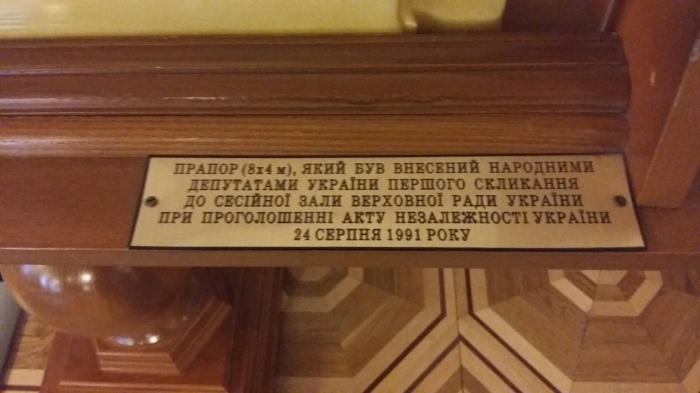 ПРАПОР (8х4 м), ЯКИЙ БУВ ВНЕСЕНИЙ НАРОДНИМИ
ДЕПУТАТАМИ УКРАЇНИ ПЕРШОГО СКЛИКАННЯ
ДО СЕСІЙНОЇ ЗАЛИ ВЕРХОВНОЇ РАДИ УКРАЇНИ
ПРИ ПРОГОЛОШЕННІ АКТУ НЕЗАЛЕЖНОСТІ УКРАЇНИ
24 СЕРПНЯ 1991 РОКУ